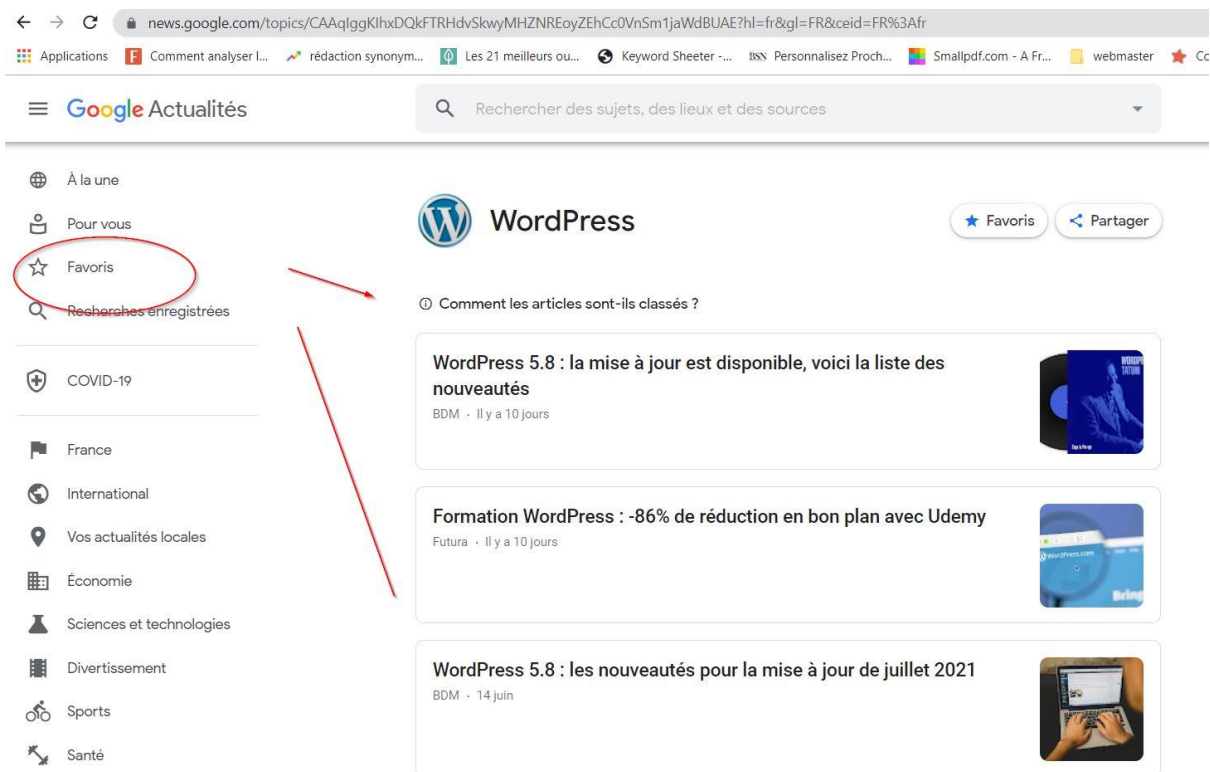 news.google.com/topics/CAAqIggKIhxDQkFTRHdvSkwyMHZNREoyZEhCc0VnSm1jaWdBUAE?hl=fr&gl=FR&ceid=FR%3Afr
Applications Comment analyser l... rédaction synonym... Les 21 meilleurs ou... Keyword Sheeter -... Personnalisez Proch... Smallpdf.com - A Fr... webmaster
Google Actualités
Rechercher des sujets, des lieux et des sources
À la une
Pour vous
Favoris
Recherches enregistrées
COVID-19
France
International
Vos actualités locales
Économie
Sciences et technologies
Divertissement
Sports
Santé
WordPress
Favoris
Partager
Comment les articles sont-ils classés ?
WordPress 5.8 : la mise à jour est disponible, voici la liste des
nouveautés
BDM · Il y a 10 jours
Formation WordPress : -86% de réduction en bon plan avec Udemy
Futura · Il y a 10 jours
WordPress 5.8 : les nouveautés pour la mise à jour de juillet 2021
BDM · 14 juin